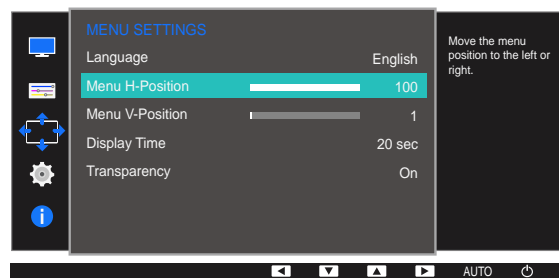 MENU SETTINGS
Language English
Menu H-Position 100
Menu V-Position 1
Display Time 20 sec
Transparency On
Move the menu
position to the left or
right.
AUTO